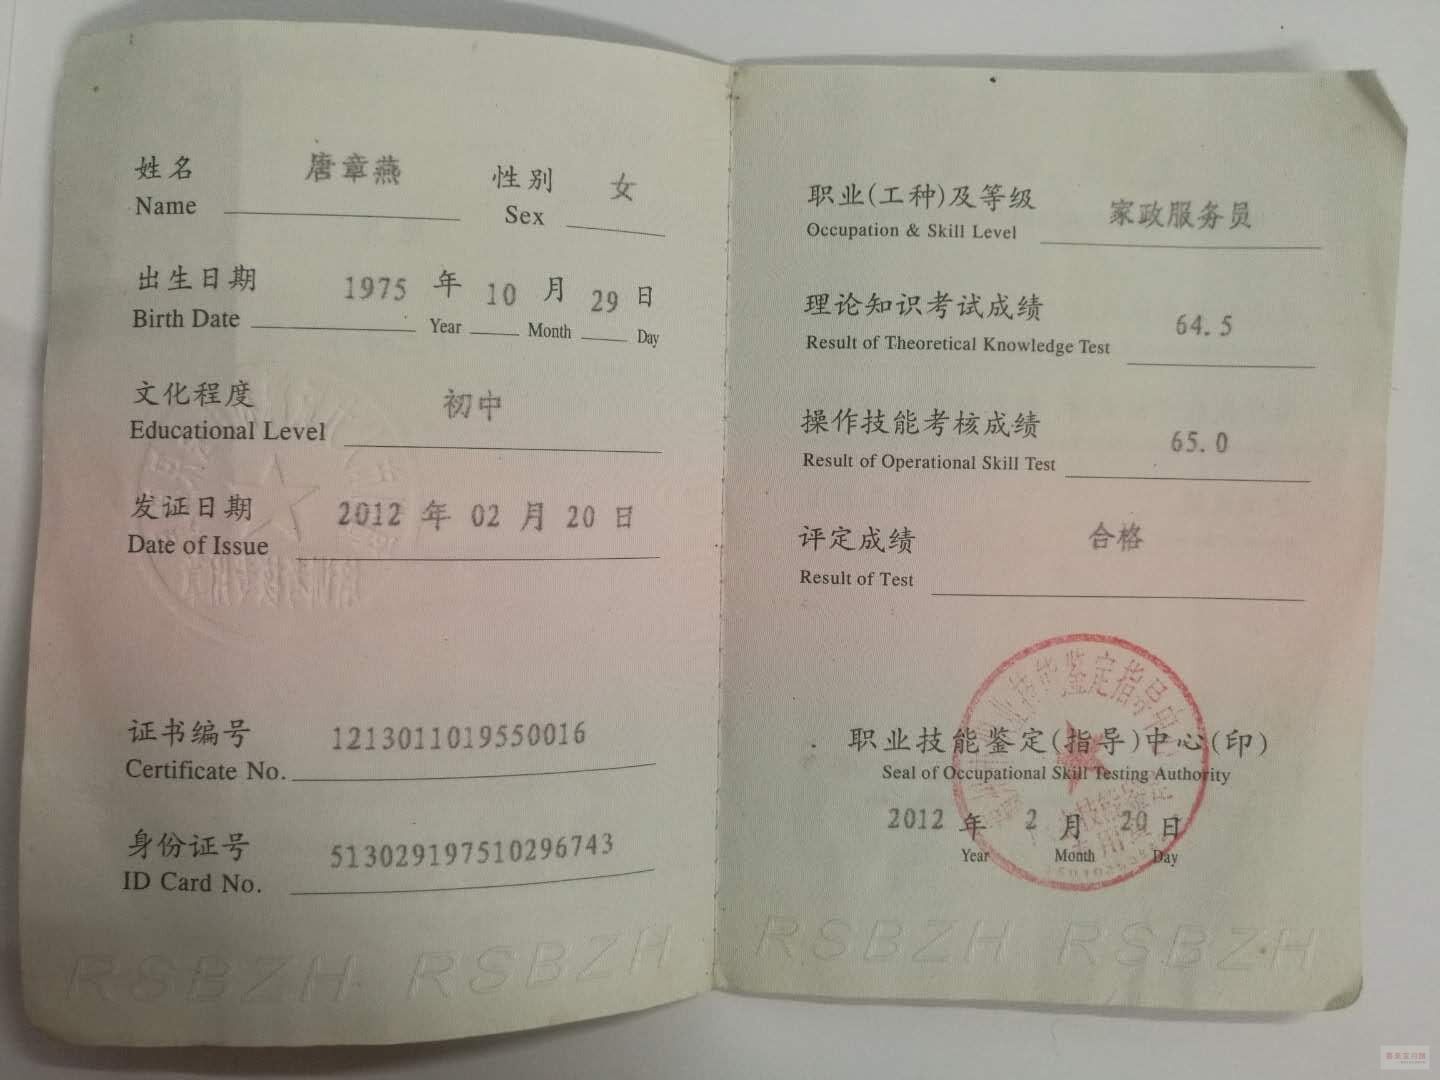 姓名 唐章燕 性别 女
Name Sex
出生日期 1975 年 10 月 29 日
Birth Date Year Month Day
文化程度 初中
Educational Level
发证日期 2012 年 02 月 20 日
Date of Issue
证书编号 1213011019550016
Certificate No.
身份证号 513029197510296743
ID Card No.
RSBZH RSBZH
职业(工种)及等级 家政服务员
Occupation & Skill Level
理论知识考试成绩 64.5
Result of Theoretical Knowledge Test
操作技能考核成绩 65.0
Result of Operational Skill Test
评定成绩 合格
Result of Test
技能鉴定指导中
职业技能鉴定(指导)中心(印)
Seal of Occupational Skill Testing Authority
2012 年 2 月 20 日
Year Month Day
RSBZH RSBZH